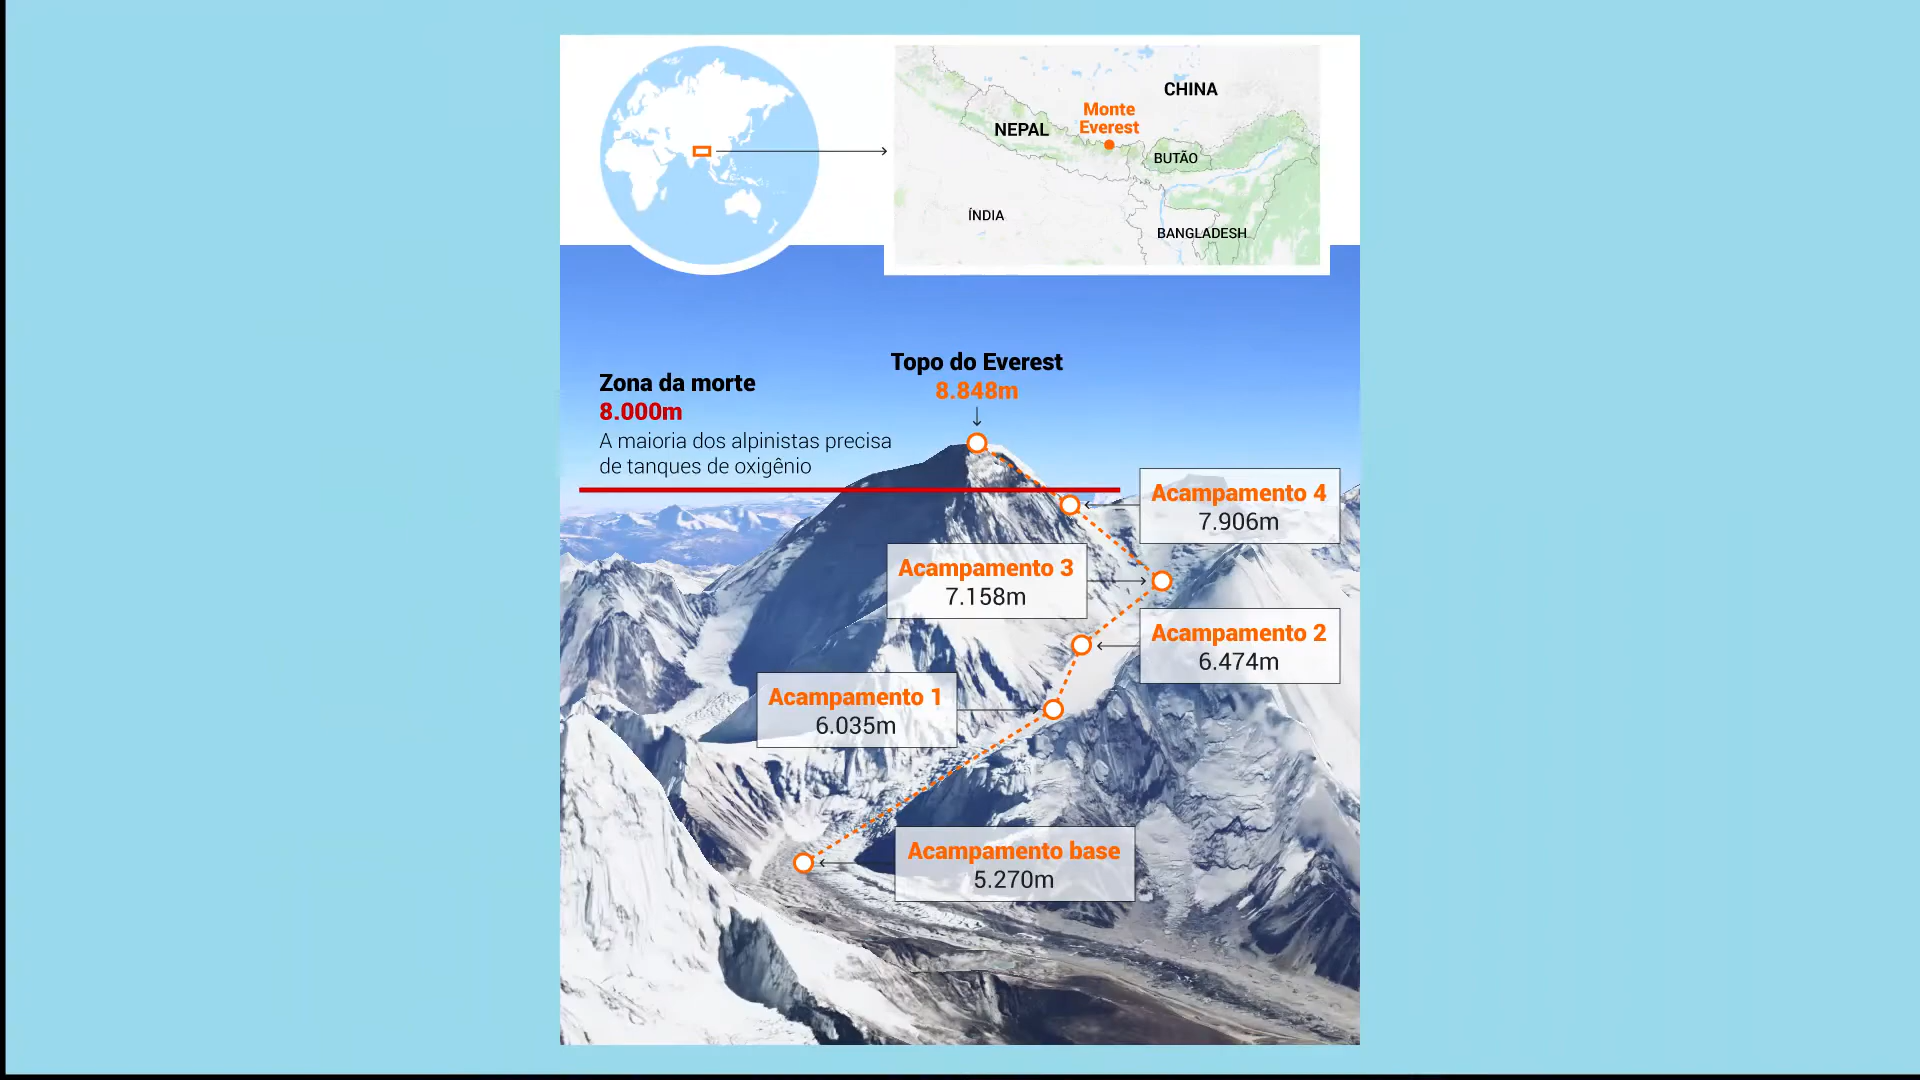 CHINA
Monte
Everest
NEPAL
BUTÃO
ÍNDIA
BANGLADESH
Topo do Everest
8.848m
Zona da morte
8.000m
A maioria dos alpinistas precisa
de tanques de oxigênio
Acampamento 4
7.906m
Acampamento 3
7.158m
Acampamento 2
6.474m
Acampamento 1
6.035m
Acampamento base
5.270m